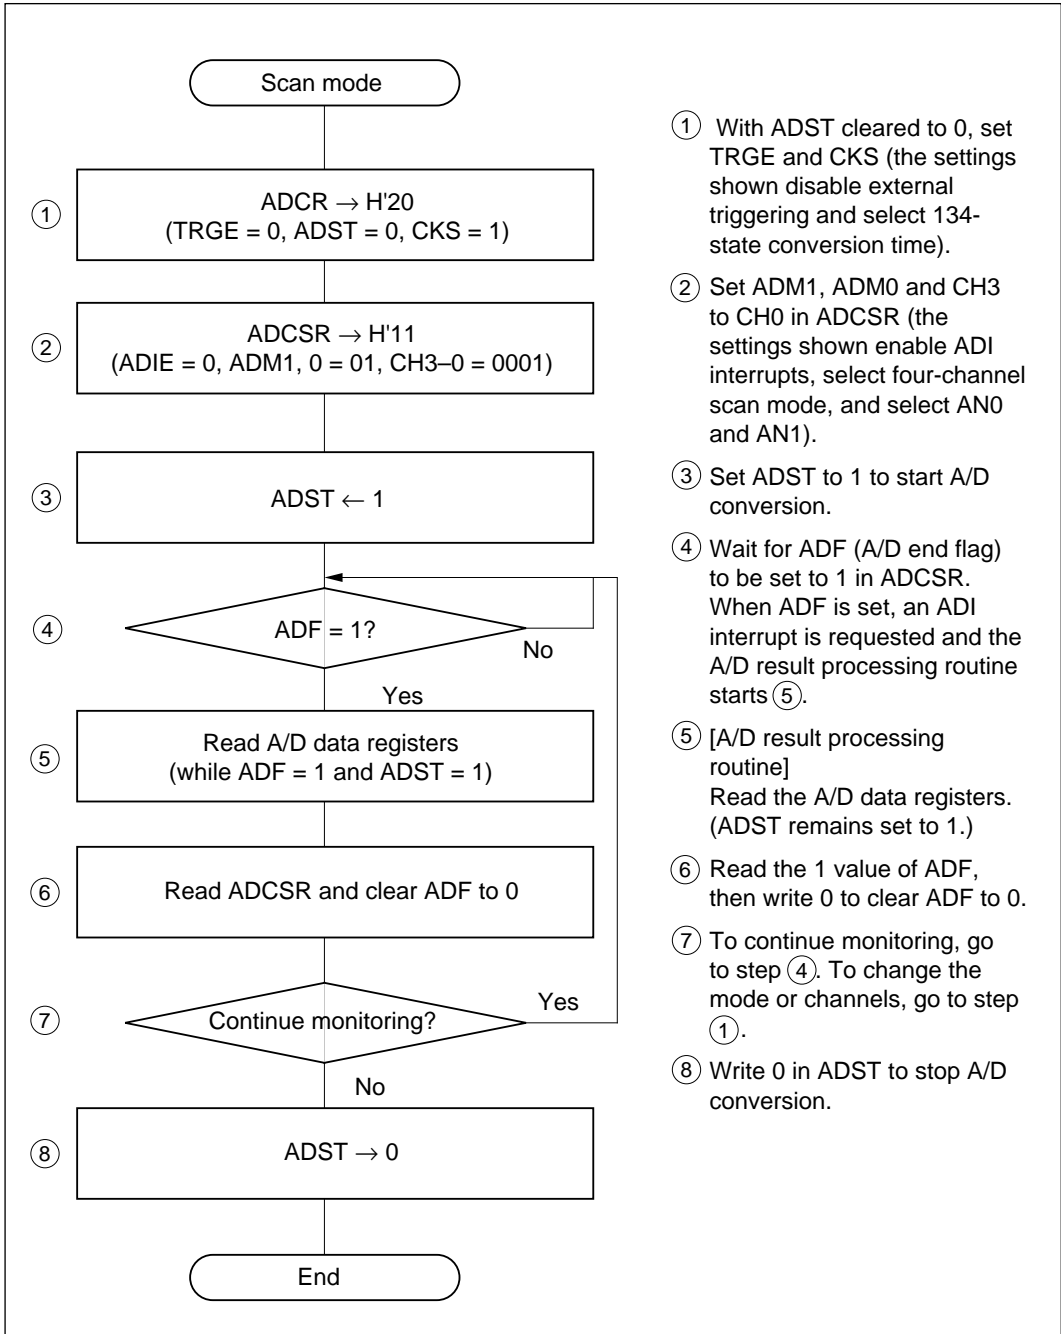 Scan mode
①
ADCR → H'20
(TRGE = 0, ADST = 0, CKS = 1)
②
ADCSR → H'11
(ADIE = 0, ADM1, 0 = 01, CH3–0 = 0001)
③
ADST ← 1
④
ADF = 1?
No
Yes
⑤
Read A/D data registers
(while ADF = 1 and ADST = 1)
⑥
Read ADCSR and clear ADF to 0
⑦
Continue monitoring?
Yes
No
⑧
ADST → 0
End
① With ADST cleared to 0, set
TRGE and CKS (the settings
shown disable external
triggering and select 134-
state conversion time).
② Set ADM1, ADM0 and CH3
to CH0 in ADCSR (the
settings shown enable ADI
interrupts, select four-channel
scan mode, and select AN0
and AN1).
③ Set ADST to 1 to start A/D
conversion.
④ Wait for ADF (A/D end flag)
to be set to 1 in ADCSR.
When ADF is set, an ADI
interrupt is requested and the
A/D result processing routine
starts ⑤.
⑤ [A/D result processing
routine]
Read the A/D data registers.
(ADST remains set to 1.)
⑥ Read the 1 value of ADF,
then write 0 to clear ADF to 0.
⑦ To continue monitoring, go
to step ④. To change the
mode or channels, go to step
①.
⑧ Write 0 in ADST to stop A/D
conversion.